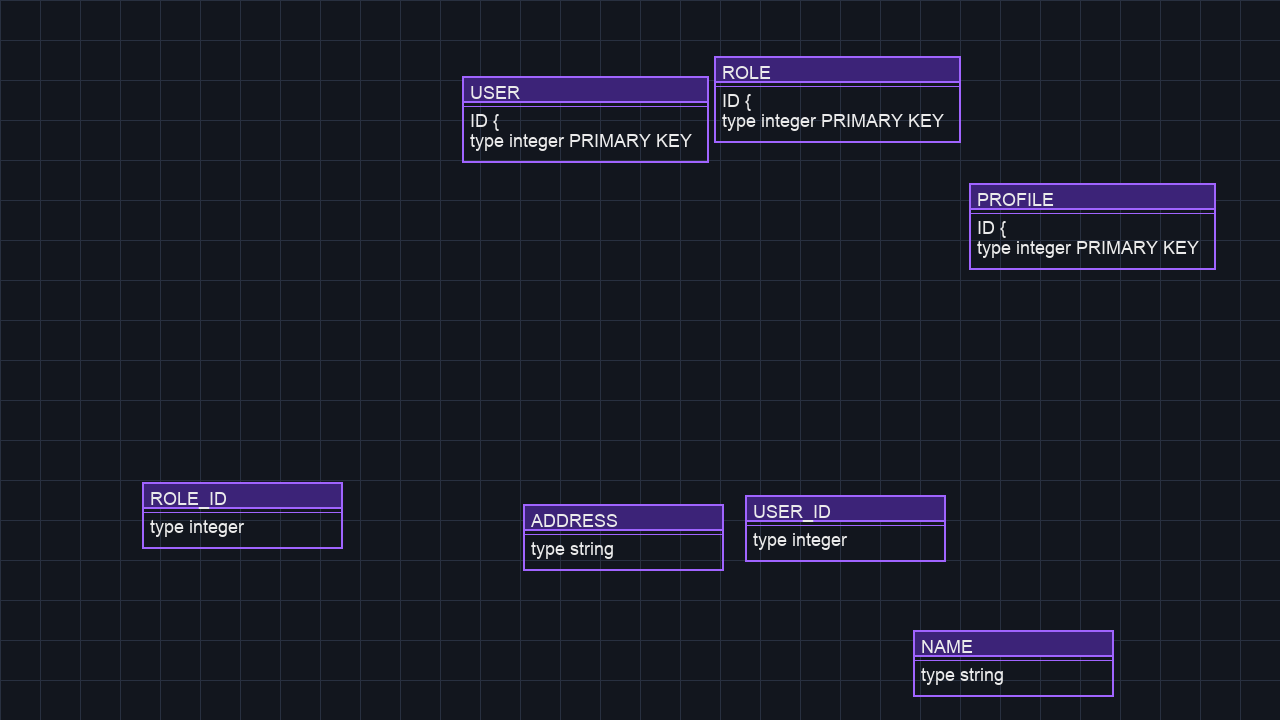 USER
ID {
type integer PRIMARY KEY
ROLE
ID {
type integer PRIMARY KEY
PROFILE
ID {
type integer PRIMARY KEY
ROLE_ID
type integer
ADDRESS
type string
USER_ID
type integer
NAME
type string